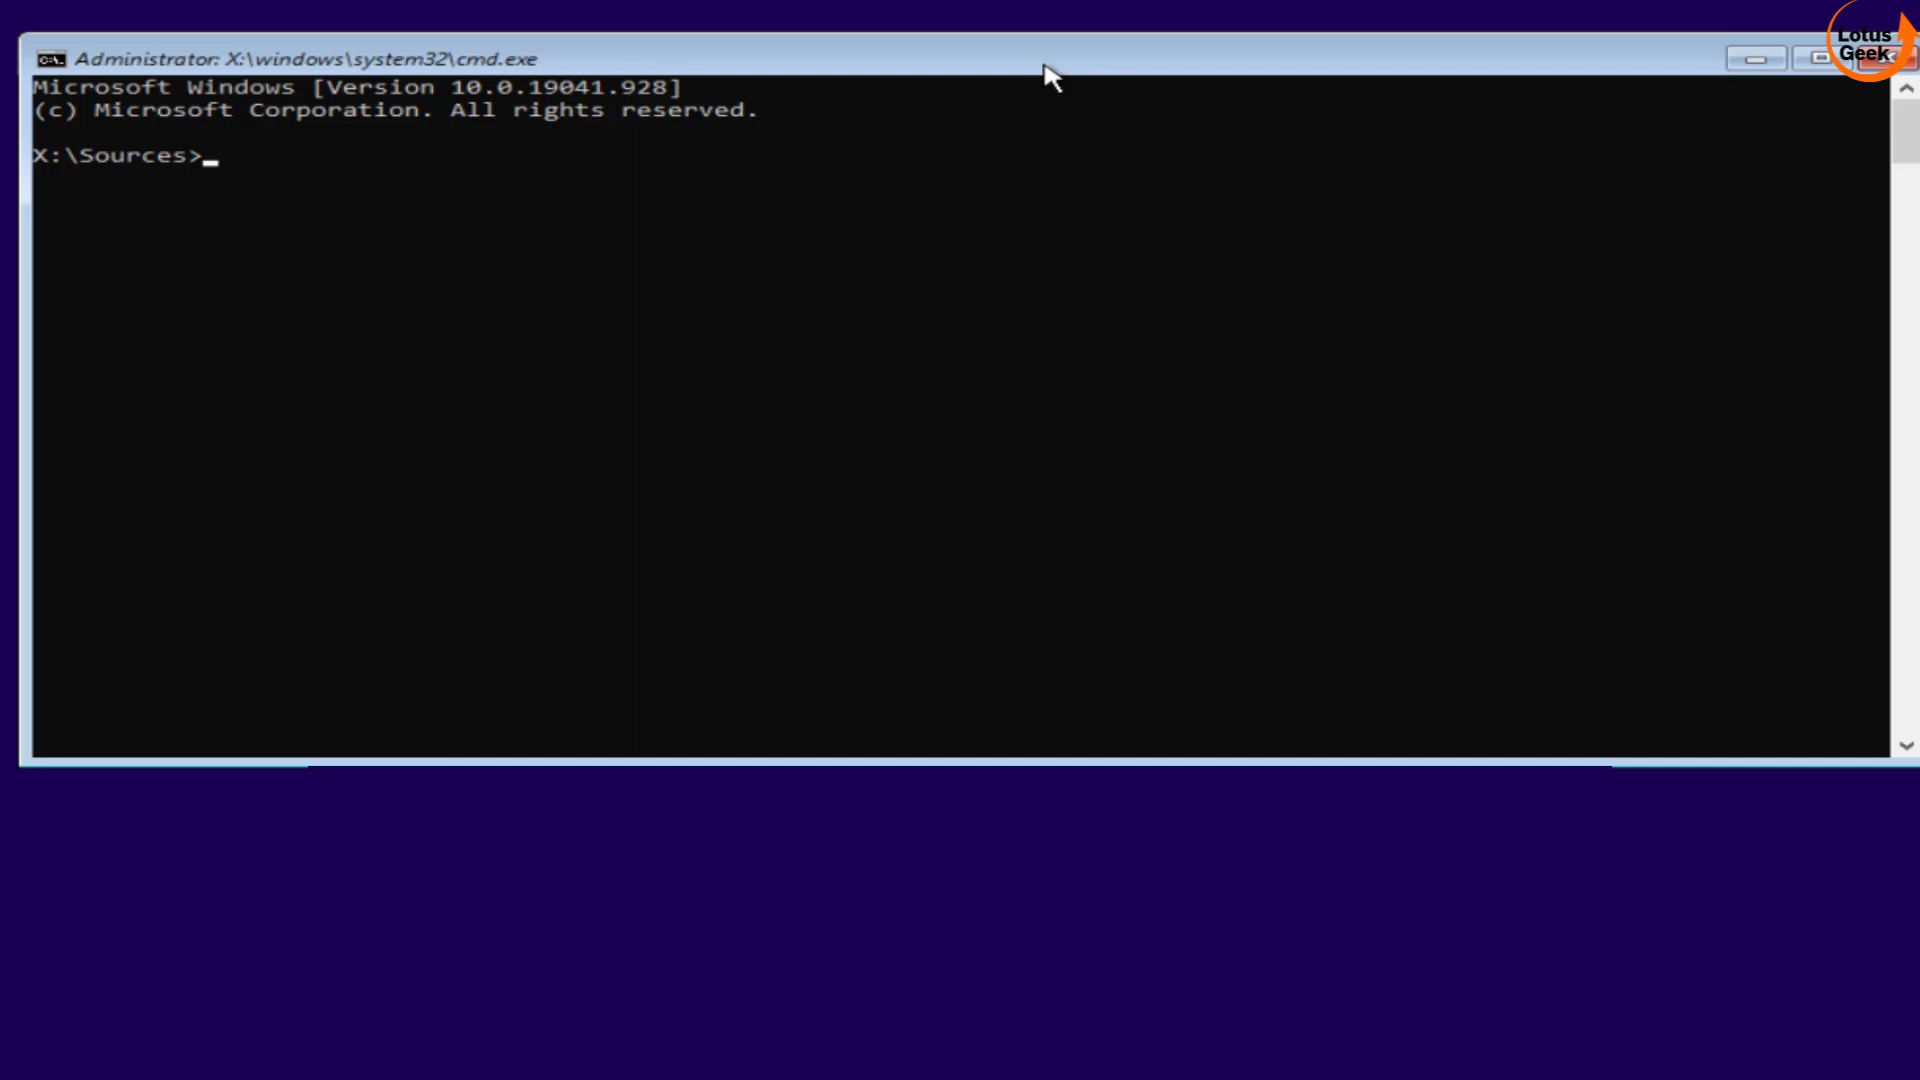 Lotus
Geek
Administrator: X:\windows\system32\cmd.exe
Microsoft Windows [Version 10.0.19041.928]
(c) Microsoft Corporation. All rights reserved.
X:\Sources>